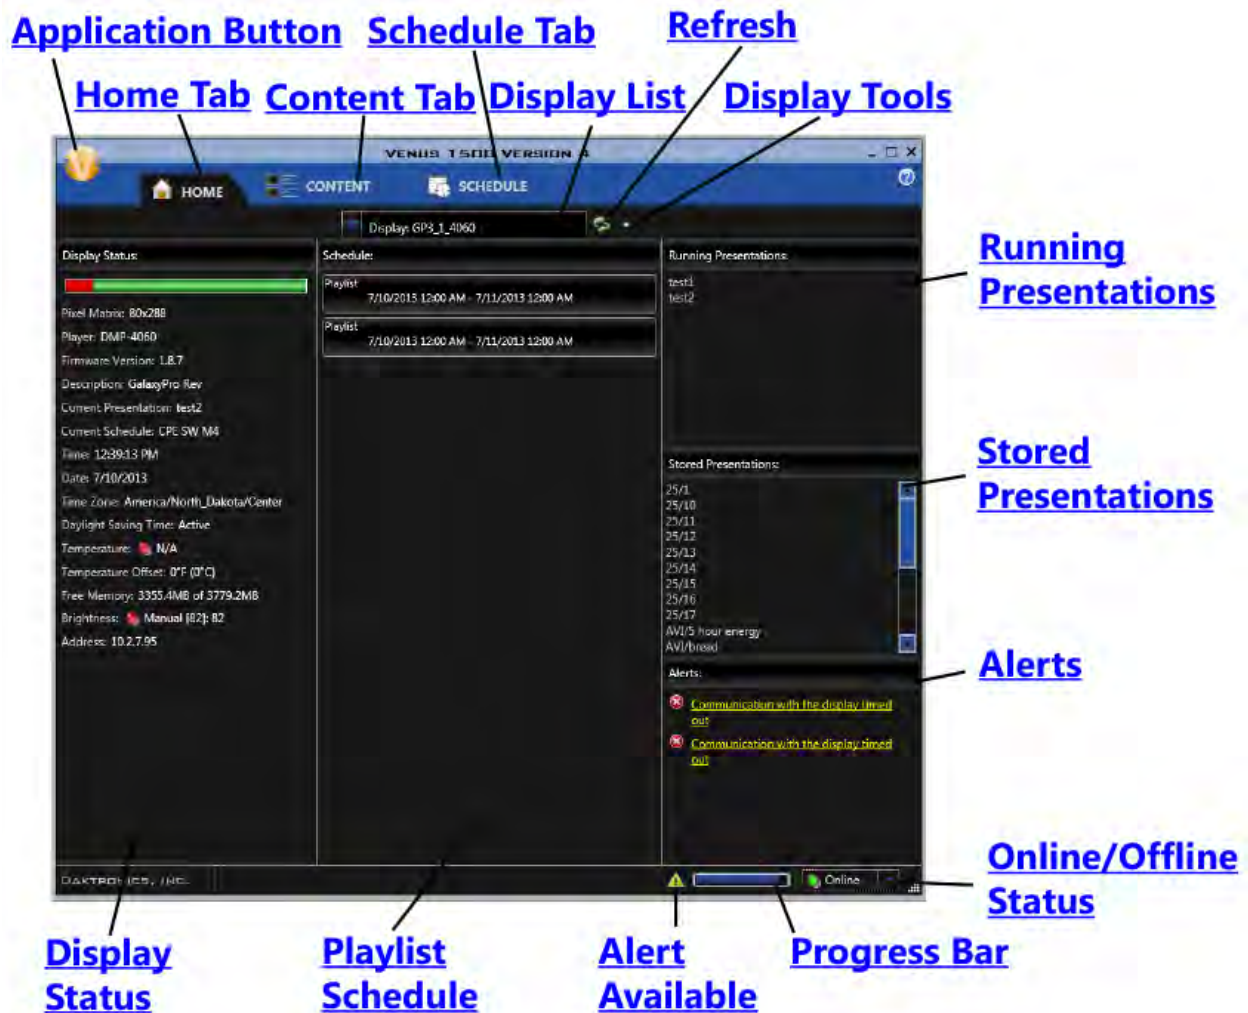 Application Button
Schedule Tab
Refresh
Home Tab
Content Tab
Display List
Display Tools
VENUS 1500 VERSION 4
HOME
CONTENT
SCHEDULE
Display: GP3_1_4060
Display Status:
Pixel Matrix: 80x288
Player: DMP-4060
Firmware Version: 1.8.7
Description: GalaxyPro Rev
Current Presentation: test2
Current Schedule: CPE SW M4
Time: 12:39:13 PM
Date: 7/10/2013
Time Zone: America/North_Dakota/Center
Daylight Saving Time: Active
Temperature: N/A
Temperature Offset: 0°F (0°C)
Free Memory: 3355.4MB of 3779.2MB
Brightness: Manual [82]: 82
Address: 10.2.7.95
Schedule:
Playlist
7/10/2013 12:00 AM - 7/11/2013 12:00 AM
Playlist
7/10/2013 12:00 AM - 7/11/2013 12:00 AM
Running Presentations:
test1
test2
Stored Presentations:
25/1
25/10
25/11
25/12
25/13
25/14
25/15
25/16
25/17
AVI/5 hour energy
AVI/bread
Alerts:
Communication with the display timed
out
Communication with the display timed
out
DAKTRONICS, INC.
Online
Running
Presentations
Stored
Presentations
Alerts
Online/Offline
Status
Display
Status
Playlist
Schedule
Alert
Available
Progress Bar